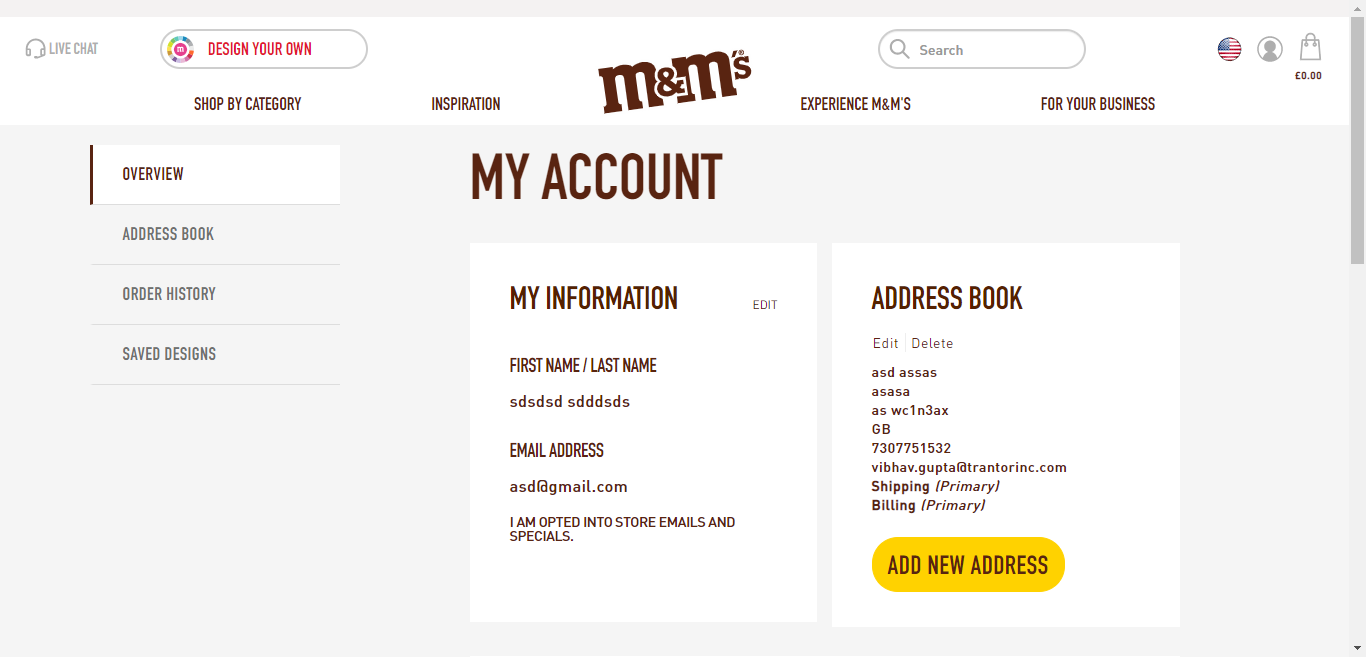 LIVE CHAT
DESIGN YOUR OWN
m&m's®
Search
£0.00
SHOP BY CATEGORY
INSPIRATION
EXPERIENCE M&M'S
FOR YOUR BUSINESS
OVERVIEW
ADDRESS BOOK
ORDER HISTORY
SAVED DESIGNS
MY ACCOUNT
MY INFORMATION
EDIT
FIRST NAME / LAST NAME
sdsdsd sdddsds
EMAIL ADDRESS
asd@gmail.com
I AM OPTED INTO STORE EMAILS AND
SPECIALS.
ADDRESS BOOK
Edit Delete
asd assas
asasa
as wc1n3ax
GB
7307751532
vibhav.gupta@trantorinc.com
Shipping (Primary)
Billing (Primary)
ADD NEW ADDRESS